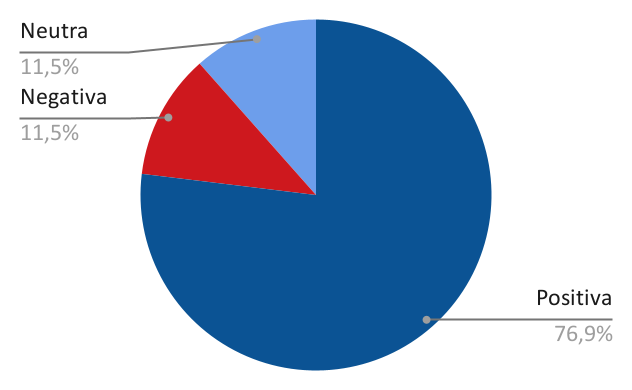 Neutra
11,5%
Negativa
11,5%
Positiva
76,9%